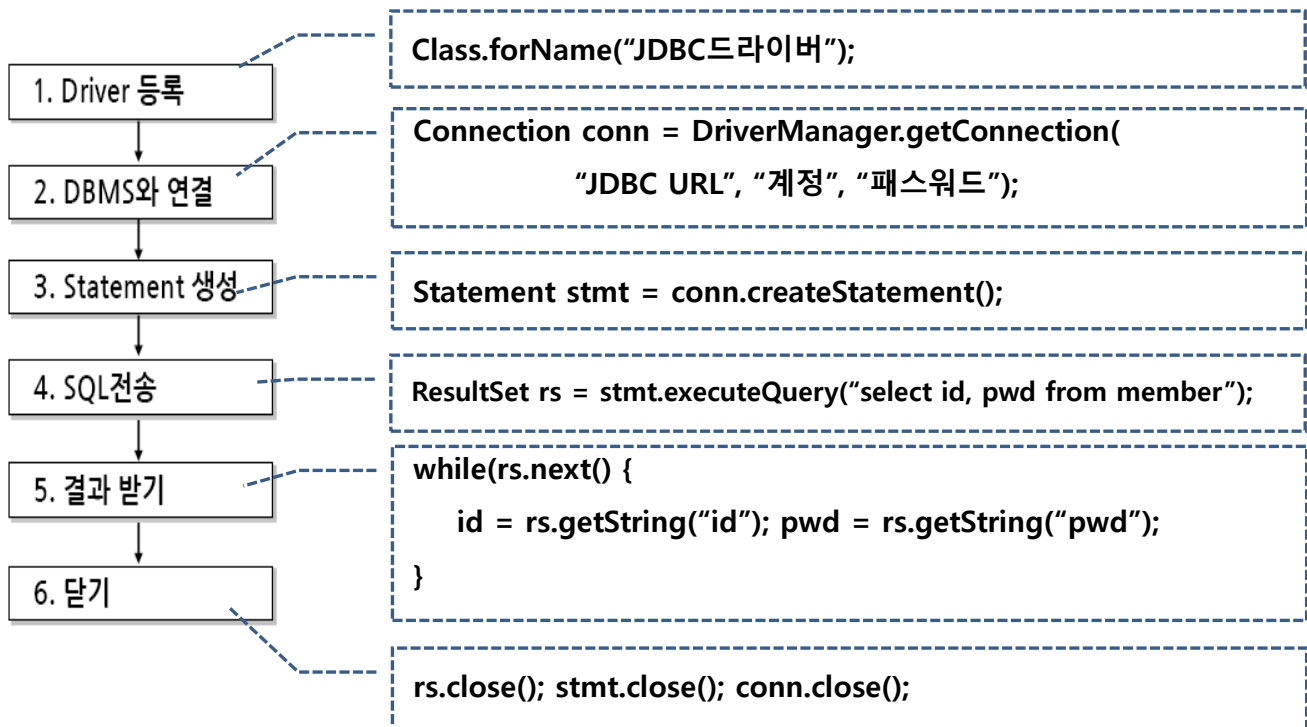 Class.forName(“JDBC드라이버”);
1. Driver 등록
Connection conn = DriverManager.getConnection(
“JDBC URL”, “계정”, “패스워드”);
2. DBMS와 연결
3. Statement 생성
Statement stmt = conn.createStatement();
4. SQL전송
ResultSet rs = stmt.executeQuery(“select id, pwd from member”);
5. 결과 받기
while(rs.next() {
id = rs.getString(“id”); pwd = rs.getString(“pwd”);
}
6. 닫기
rs.close(); stmt.close(); conn.close();